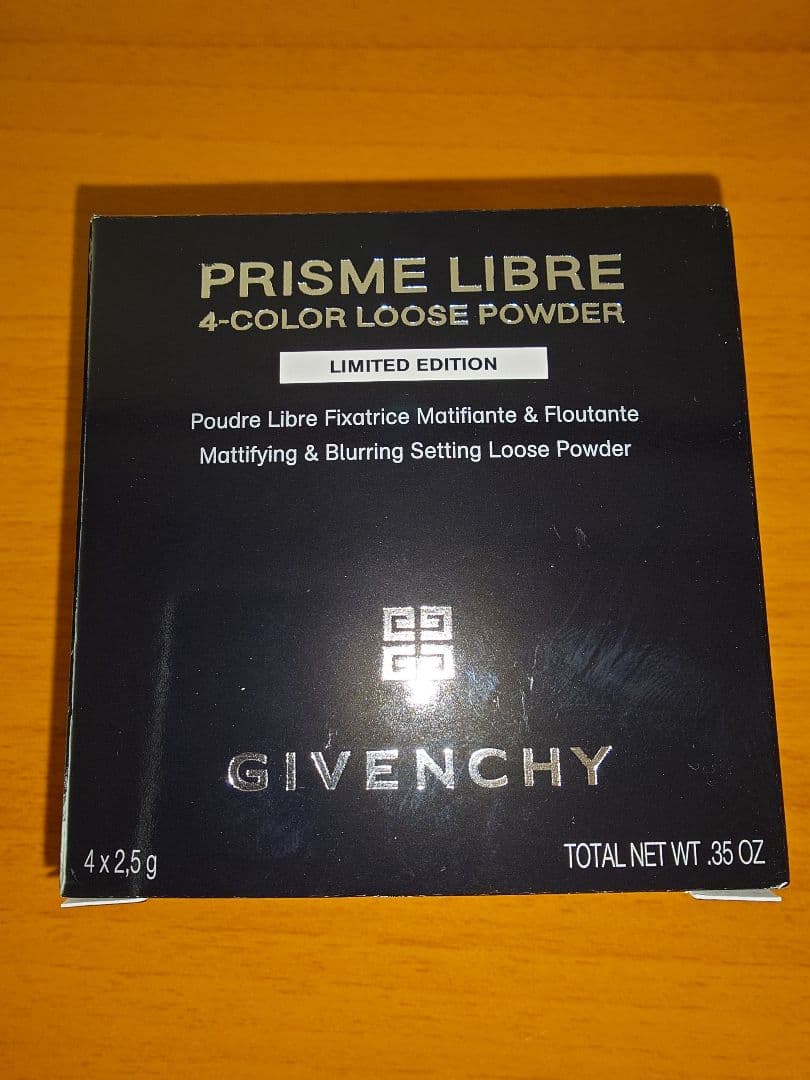 PRISME LIBRE
4-COLOR LOOSE POWDER
LIMITED EDITION
Poudre Libre Fixatrice Matifiante & Floutante
Mattifying & Blurring Setting Loose Powder
GIVENCHY
4 x 2,5 g
TOTAL NET WT .35 OZ